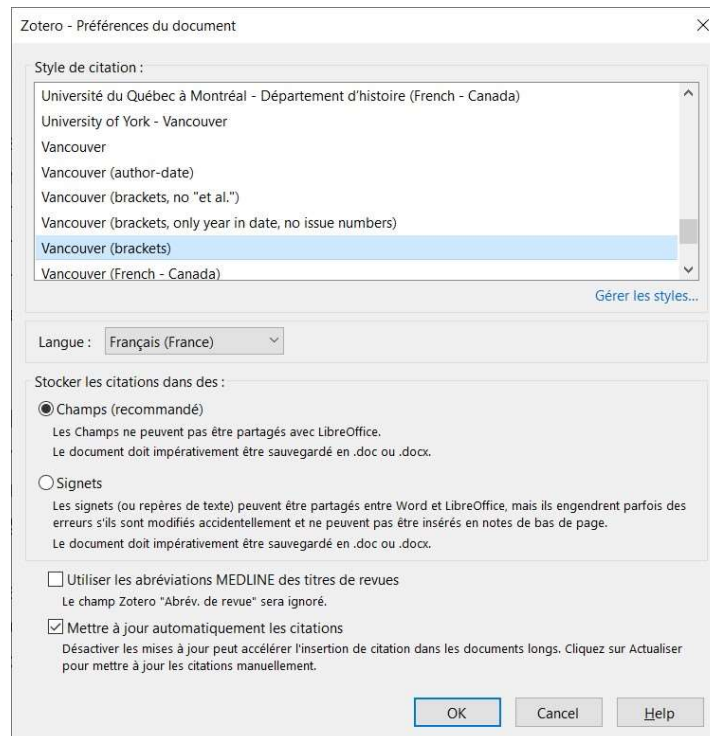 Zotero - Préférences du document
Style de citation :
Université du Québec à Montréal - Département d'histoire (French - Canada)
University of York - Vancouver
Vancouver
Vancouver (author-date)
Vancouver (brackets, no "et al.")
Vancouver (brackets, only year in date, no issue numbers)
Vancouver (brackets)
Vancouver (French - Canada)
Gérer les styles...
Langue : Français (France)
Stocker les citations dans des :
Champs (recommandé)
Les Champs ne peuvent pas être partagés avec LibreOffice.
Le document doit impérativement être sauvegardé en .doc ou .docx.
Signets
Les signets (ou repères de texte) peuvent être partagés entre Word et LibreOffice, mais ils engendrent parfois des
erreurs s'ils sont modifiés accidentellement et ne peuvent pas être insérés en notes de bas de page.
Le document doit impérativement être sauvegardé en .doc ou .docx.
Utiliser les abréviations MEDLINE des titres de revues
Le champ Zotero "Abrév. de revue" sera ignoré.
Mettre à jour automatiquement les citations
Désactiver les mises à jour peut accélérer l'insertion de citation dans les documents longs. Cliquez sur Actualiser
pour mettre à jour les citations manuellement.
OK Cancel Help